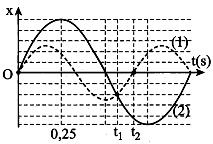 x
(1)
O
t(s)
0,25
t₁
t₂
(2)